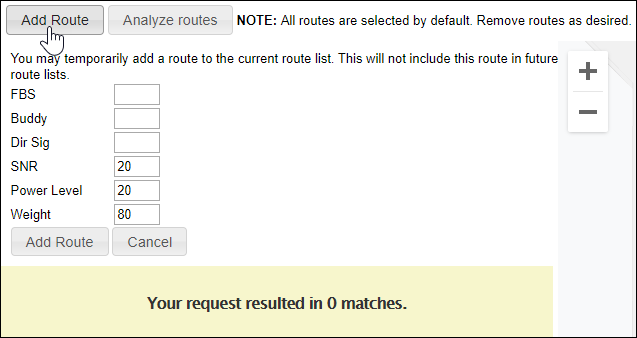 Add Route Analyze routes NOTE: All routes are selected by default. Remove routes as desired.
You may temporarily add a route to the current route list. This will not include this route in future
route lists.
FBS
Buddy
Dir Sig
SNR 20
Power Level 20
Weight 80
Add Route Cancel
Your request resulted in 0 matches.